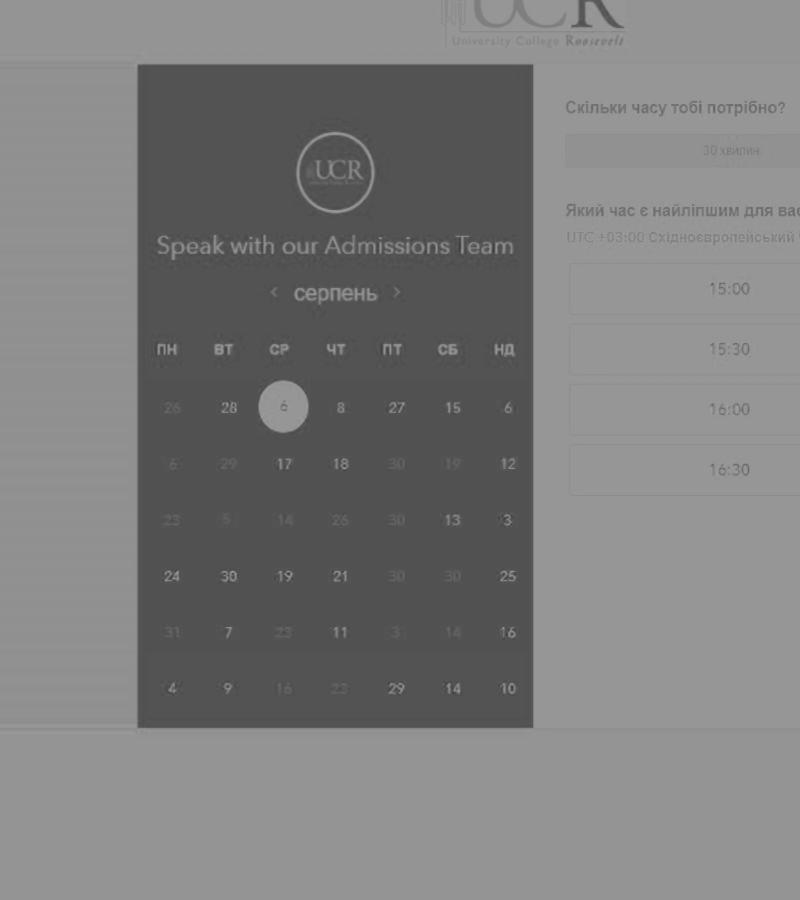 UCR
University College Roosevelt
UCR
Speak with our Admissions Team
< серпень >
ПН ВТ СР ЧТ ПТ СБ НД
26 28 6 8 27 15 6
6 29 17 18 30 19 12
23 5 14 26 30 13 3
24 30 19 21 30 30 25
31 7 23 11 3 14 16
4 9 16 23 29 14 10
Скільки часу тобі потрібно?
30 хвилин
Який час є найліпшим для вас
UTC +03:00 Східноєвропейський
15:00
15:30
16:00
16:30